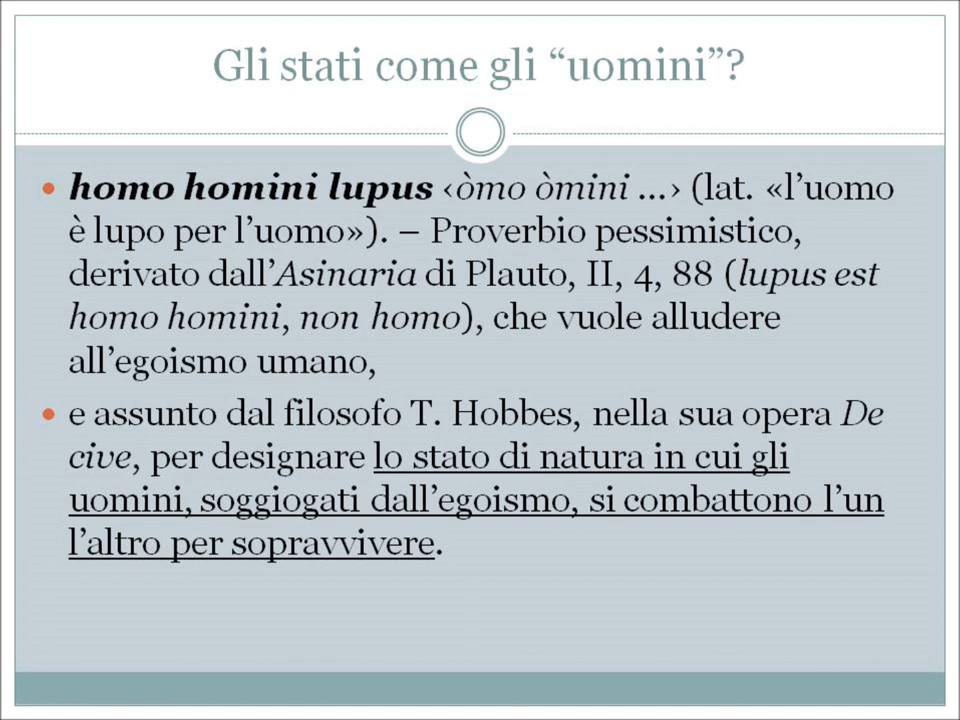 Gli stati come gli “uomini”?
• homo homini lupus ‹òmo òmini …› (lat. «l’uomo
è lupo per l’uomo»). – Proverbio pessimistico,
derivato dall’Asinaria di Plauto, II, 4, 88 (lupus est
homo homini, non homo), che vuole alludere
all’egoismo umano,
• e assunto dal filosofo T. Hobbes, nella sua opera De
cive, per designare lo stato di natura in cui gli
uomini, soggiogati dall’egoismo, si combattono l’un
l’altro per sopravvivere.